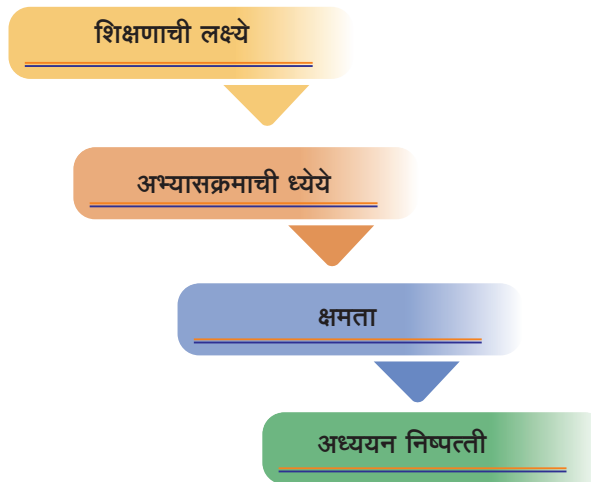 शिक्षणाची लक्ष्ये
अभ्यासक्रमाची ध्येये
क्षमता
अध्ययन निष्पत्ती